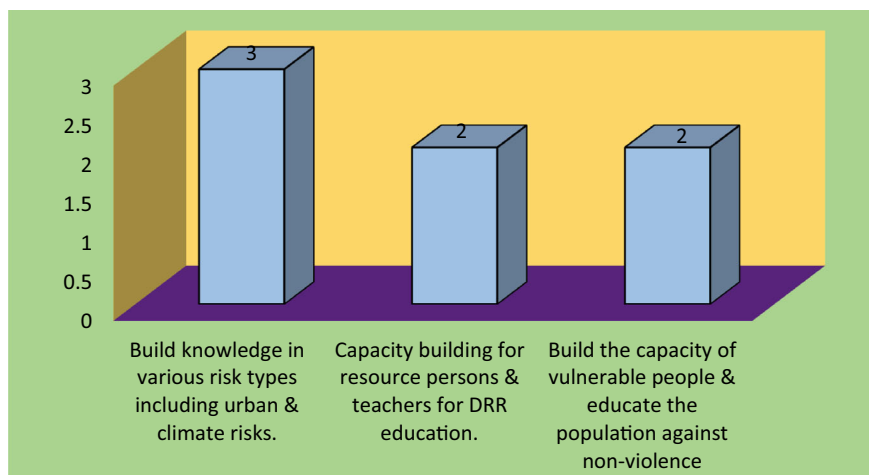 3
2
2
3
2.5
2
1.5
1
0.5
0
Build knowledge in
various risk types
including urban &
climate risks.
Capacity building for
resource persons &
teachers for DRR
education.
Build the capacity of
vulnerable people &
educate the
population against
non-violence